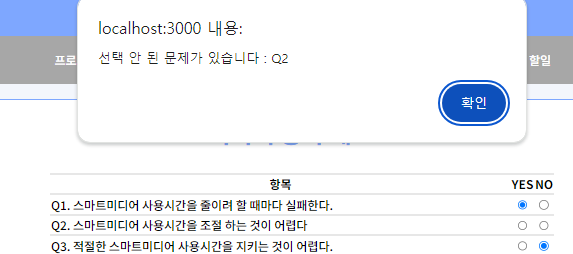 localhost:3000 내용:
선택 안 된 문제가 있습니다 : Q2
확인
프로
할일
항목 YES NO
Q1. 스마트미디어 사용시간을 줄이려 할 때마다 실패한다.
Q2. 스마트미디어 사용시간을 조절 하는 것이 어렵다
Q3. 적절한 스마트미디어 사용시간을 지키는 것이 어렵다.